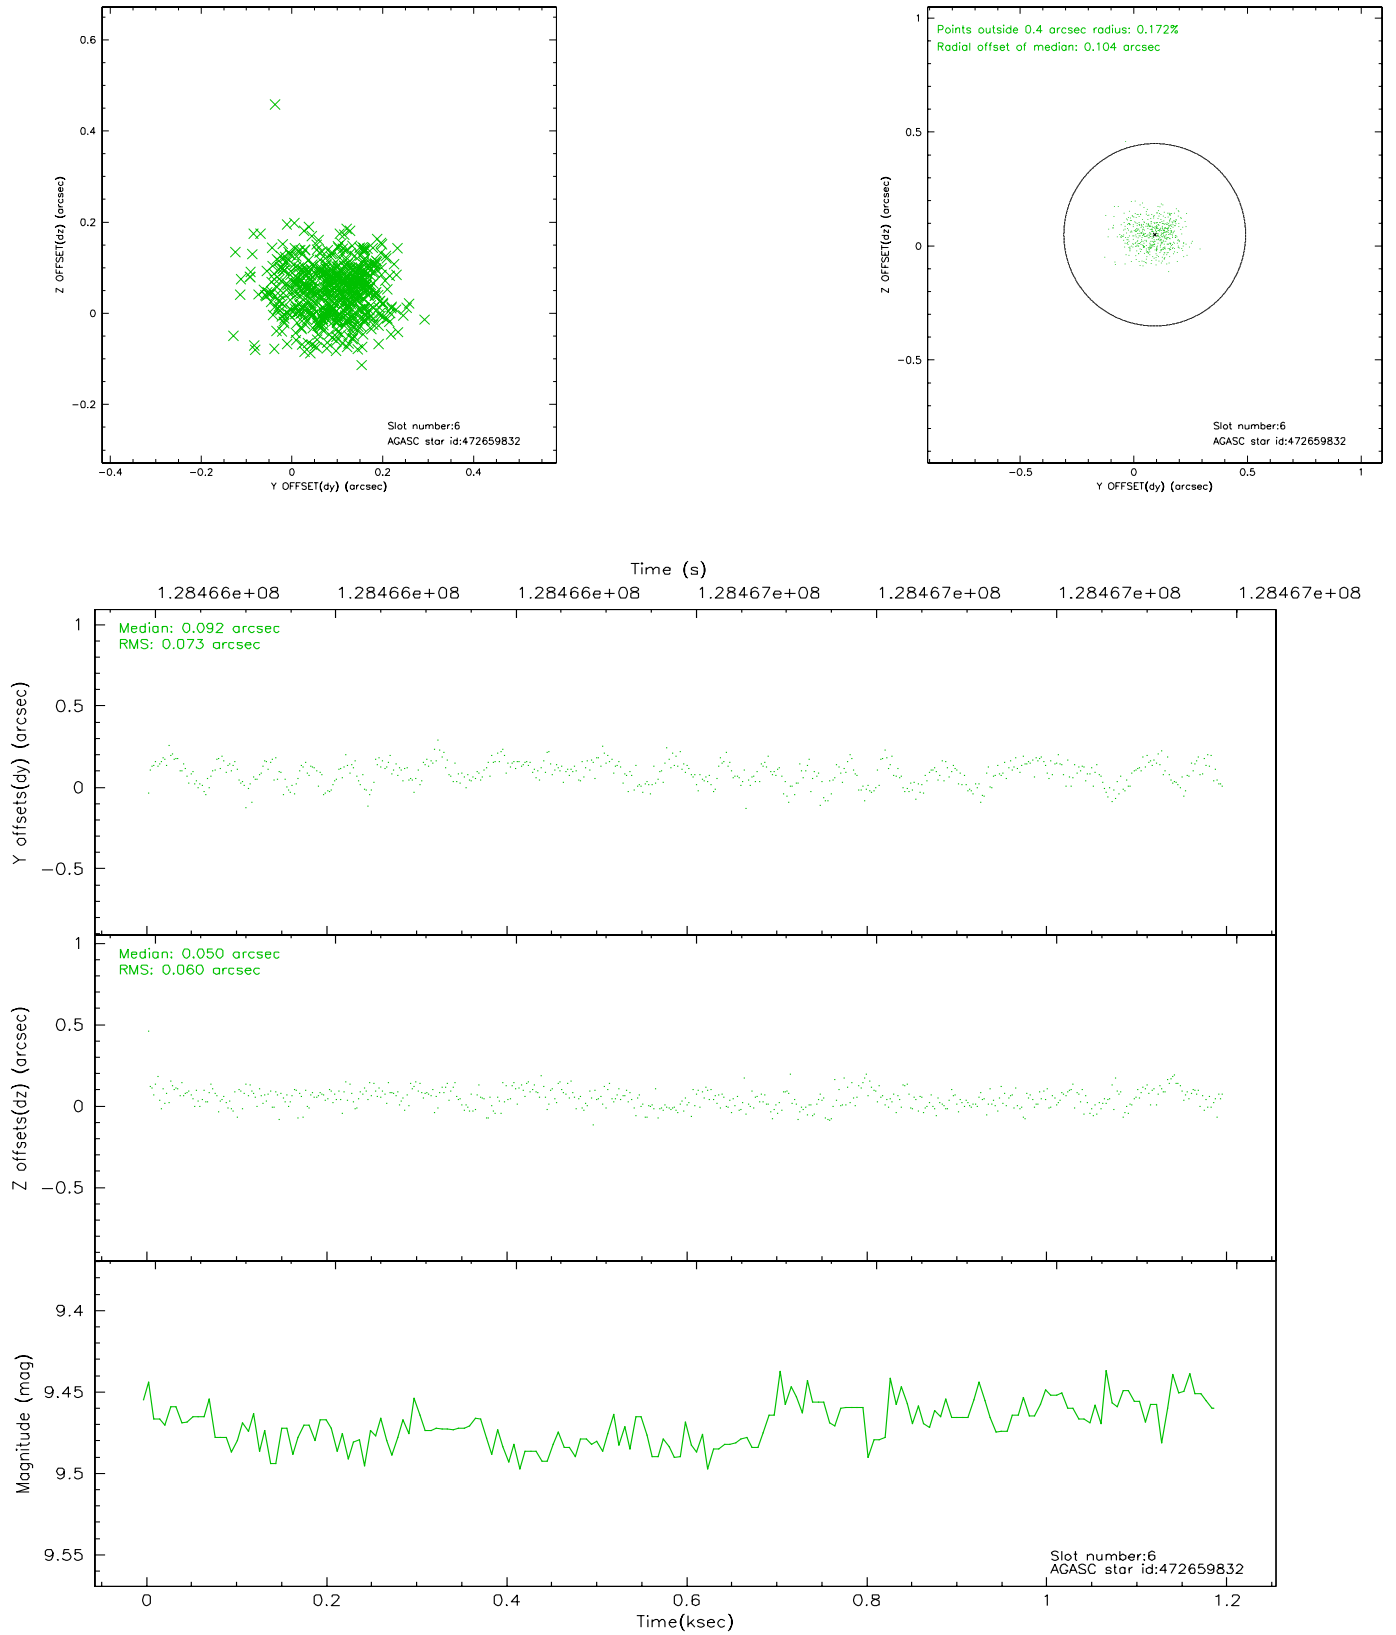 0.6
0.4
0.2
0
−0.2
Z OFFSET(dz) (arcsec)
Slot number:6
AGASC star id:472659832
−0.4 −0.2 0 0.2 0.4
Y OFFSET(dy) (arcsec)
Points outside 0.4 arcsec radius: 0.172%
Radial offset of median: 0.104 arcsec
1
0.5
0
−0.5
Z OFFSET(dz) (arcsec)
Slot number:6
AGASC star id:472659832
−0.5 0 0.5 1
Y OFFSET(dy) (arcsec)
Time (s)
1.28466e+08 1.28466e+08 1.28466e+08 1.28467e+08 1.28467e+08 1.28467e+08 1.28467e+08
Median: 0.092 arcsec
RMS: 0.073 arcsec
1
0.5
0
−0.5
Y offsets(dy) (arcsec)
Median: 0.050 arcsec
RMS: 0.060 arcsec
1
0.5
0
−0.5
Z offsets(dz) (arcsec)
9.4
9.45
9.5
9.55
Magnitude (mag)
Slot number:6
AGASC star id:472659832
0 0.2 0.4 0.6 0.8 1 1.2
Time(ksec)